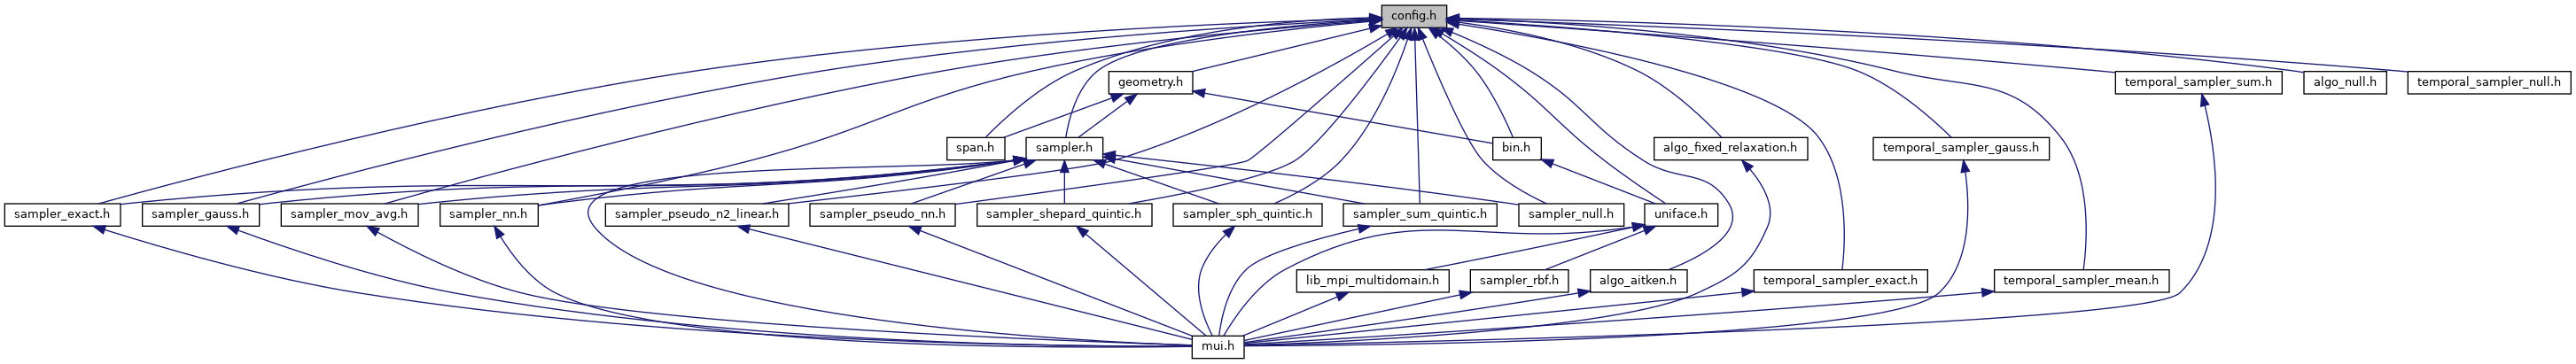 config.h
geometry.h
temporal_sampler_sum.h
algo_null.h
temporal_sampler_null.h
span.h
sampler.h
bin.h
algo_fixed_relaxation.h
temporal_sampler_gauss.h
sampler_exact.h
sampler_gauss.h
sampler_mov_avg.h
sampler_nn.h
sampler_pseudo_n2_linear.h
sampler_pseudo_nn.h
sampler_shepard_quintic.h
sampler_sph_quintic.h
sampler_sum_quintic.h
sampler_null.h
uniface.h
lib_mpi_multidomain.h
sampler_rbf.h
algo_aitken.h
temporal_sampler_exact.h
temporal_sampler_mean.h
mui.h